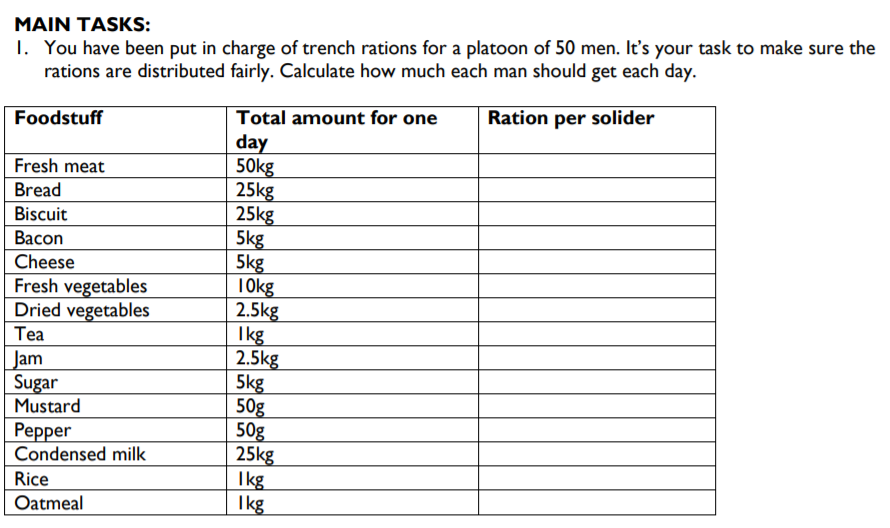 MAIN TASKS:
1. You have been put in charge of trench rations for a platoon of 50 men. It's your task to make sure the
rations are distributed fairly. Calculate how much each man should get each day.
Foodstuff Total amount for one day Ration per solider
Fresh meat 50kg
Bread 25kg
Biscuit 25kg
Bacon 5kg
Cheese 5kg
Fresh vegetables 10kg
Dried vegetables 2.5kg
Tea 1kg
Jam 2.5kg
Sugar 5kg
Mustard 50g
Pepper 50g
Condensed milk 25kg
Rice 1kg
Oatmeal 1kg